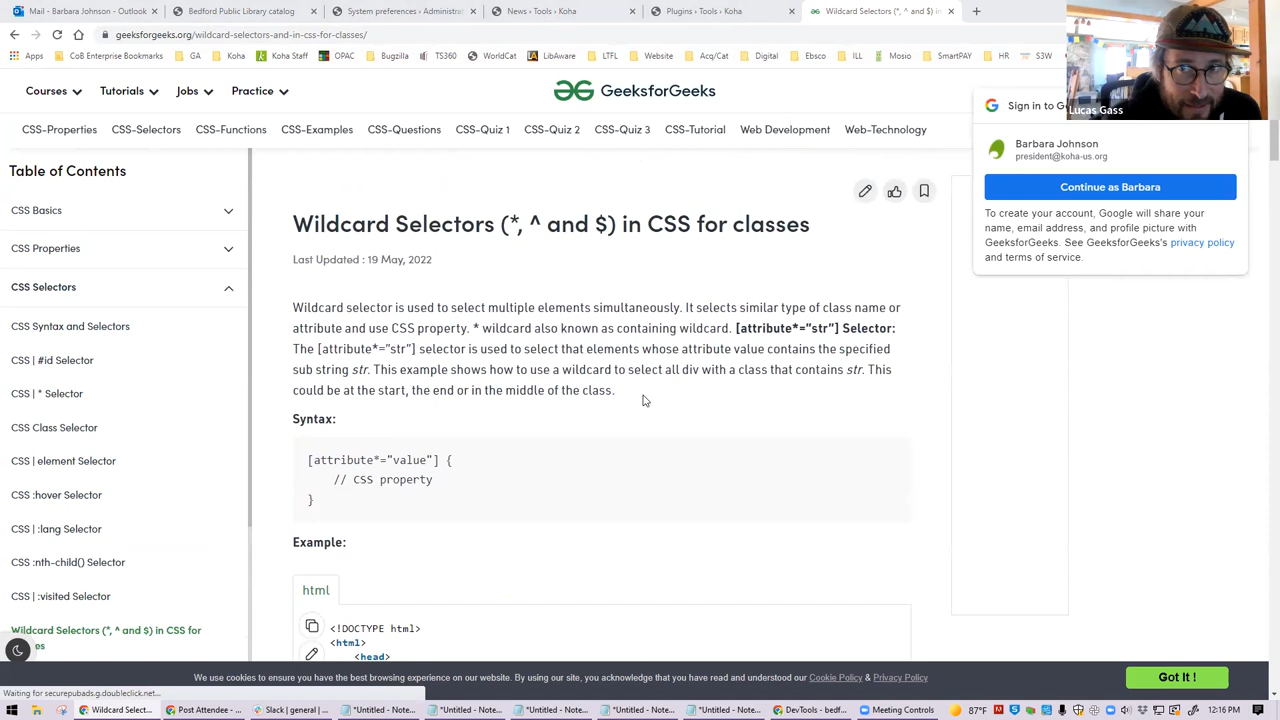 Mail - Barbara Johnson - Outlook
Bedford Public Library catalog
System preferences › Administrat
News › Tools › Koha
Plugins › Tools › Koha
Wildcard Selectors (*, ^ and $) in
geeksforgeeks.org/wildcard-selectors-and-in-css-for-classes/
Apps
CoB Enterprise Bookmarks
GA
Koha
Koha Staff
OPAC
Bugzilla
TS360
WorldCat
LibAware
LTFL
Website
Acq/Cat
Digital
Ebsco
ILL
Mosio
SmartPAY
HR
S3W
Lucas Gass
Courses
Tutorials
Jobs
Practice
GeeksforGeeks
Sign in to G
CSS-Properties
CSS-Selectors
CSS-Functions
CSS-Examples
CSS-Questions
CSS-Quiz 1
CSS-Quiz 2
CSS-Quiz 3
CSS-Tutorial
Web Development
Web-Technology
Barbara Johnson
president@koha-us.org
Continue as Barbara
To create your account, Google will share your
name, email address, and profile picture with
GeeksforGeeks. See GeeksforGeeks's privacy policy
and terms of service.
Table of Contents
CSS Basics
CSS Properties
CSS Selectors
CSS Syntax and Selectors
CSS | #id Selector
CSS | * Selector
CSS Class Selector
CSS | element Selector
CSS :hover Selector
CSS | :lang Selector
CSS :nth-child() Selector
CSS | :visited Selector
Wildcard Selectors (*, ^ and $) in CSS for
Wildcard Selectors (*, ^ and $) in CSS for classes
Last Updated : 19 May, 2022
Wildcard selector is used to select multiple elements simultaneously. It selects similar type of class name or
attribute and use CSS property. * wildcard also known as containing wildcard. [attribute*=”str”] Selector:
The [attribute*=”str”] selector is used to select that elements whose attribute value contains the specified
sub string str. This example shows how to use a wildcard to select all div with a class that contains str. This
could be at the start, the end or in the middle of the class.
Syntax:
[attribute*="value"] {
// CSS property
}
Example:
html
<!DOCTYPE html>
<html>
<head>
We use cookies to ensure you have the best browsing experience on our website. By using our site, you acknowledge that you have read and understood our Cookie Policy & Privacy Policy
Got It !
Waiting for securepubads.g.doubleclick.net...
Wildcard Select...
Post Attendee - ...
Slack | general | ...
*Untitled - Note...
*Untitled - Note...
*Untitled - Note...
*Untitled - Note...
*Untitled - Note...
DevTools - bedf...
Meeting Controls
87°F
12:16 PM